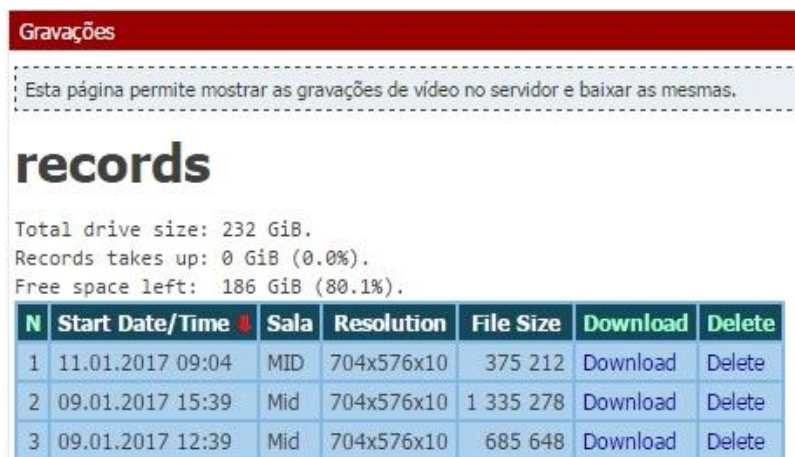 Gravações
Esta página permite mostrar as gravações de vídeo no servidor e baixar as mesmas.
records
Total drive size: 232 GiB.
Records takes up: 0 GiB (0.0%).
Free space left: 186 GiB (80.1%).
N Start Date/Time ⇓ Sala Resolution File Size Download Delete
1 11.01.2017 09:04 MID 704x576x10 375 212 Download Delete
2 09.01.2017 15:39 Mid 704x576x10 1 335 278 Download Delete
3 09.01.2017 12:39 Mid 704x576x10 685 648 Download Delete